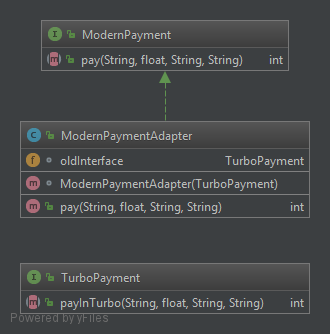 I ModernPayment
m pay(String, float, String, String) int
C ModernPaymentAdapter
f oldInterface TurboPayment
m ModernPaymentAdapter(TurboPayment)
m pay(String, float, String, String) int
I TurboPayment
m payInTurbo(String, float, String, String) int
Powered by yFiles